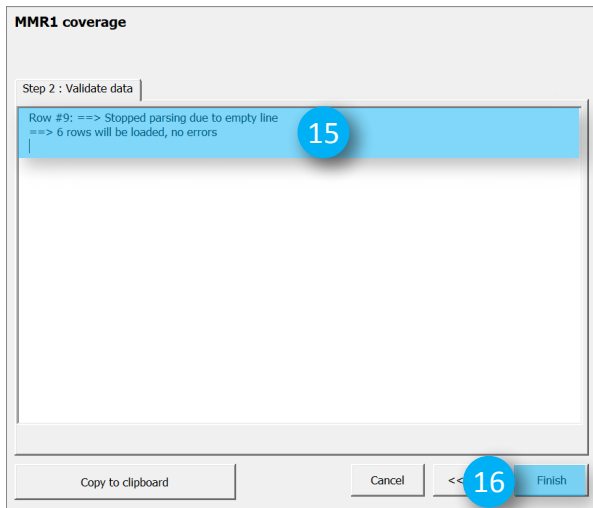 MMR1 coverage
Step 2 : Validate data
Row #9: ==> Stopped parsing due to empty line
==> 6 rows will be loaded, no errors
15
Copy to clipboard
Cancel
<<
16
Finish